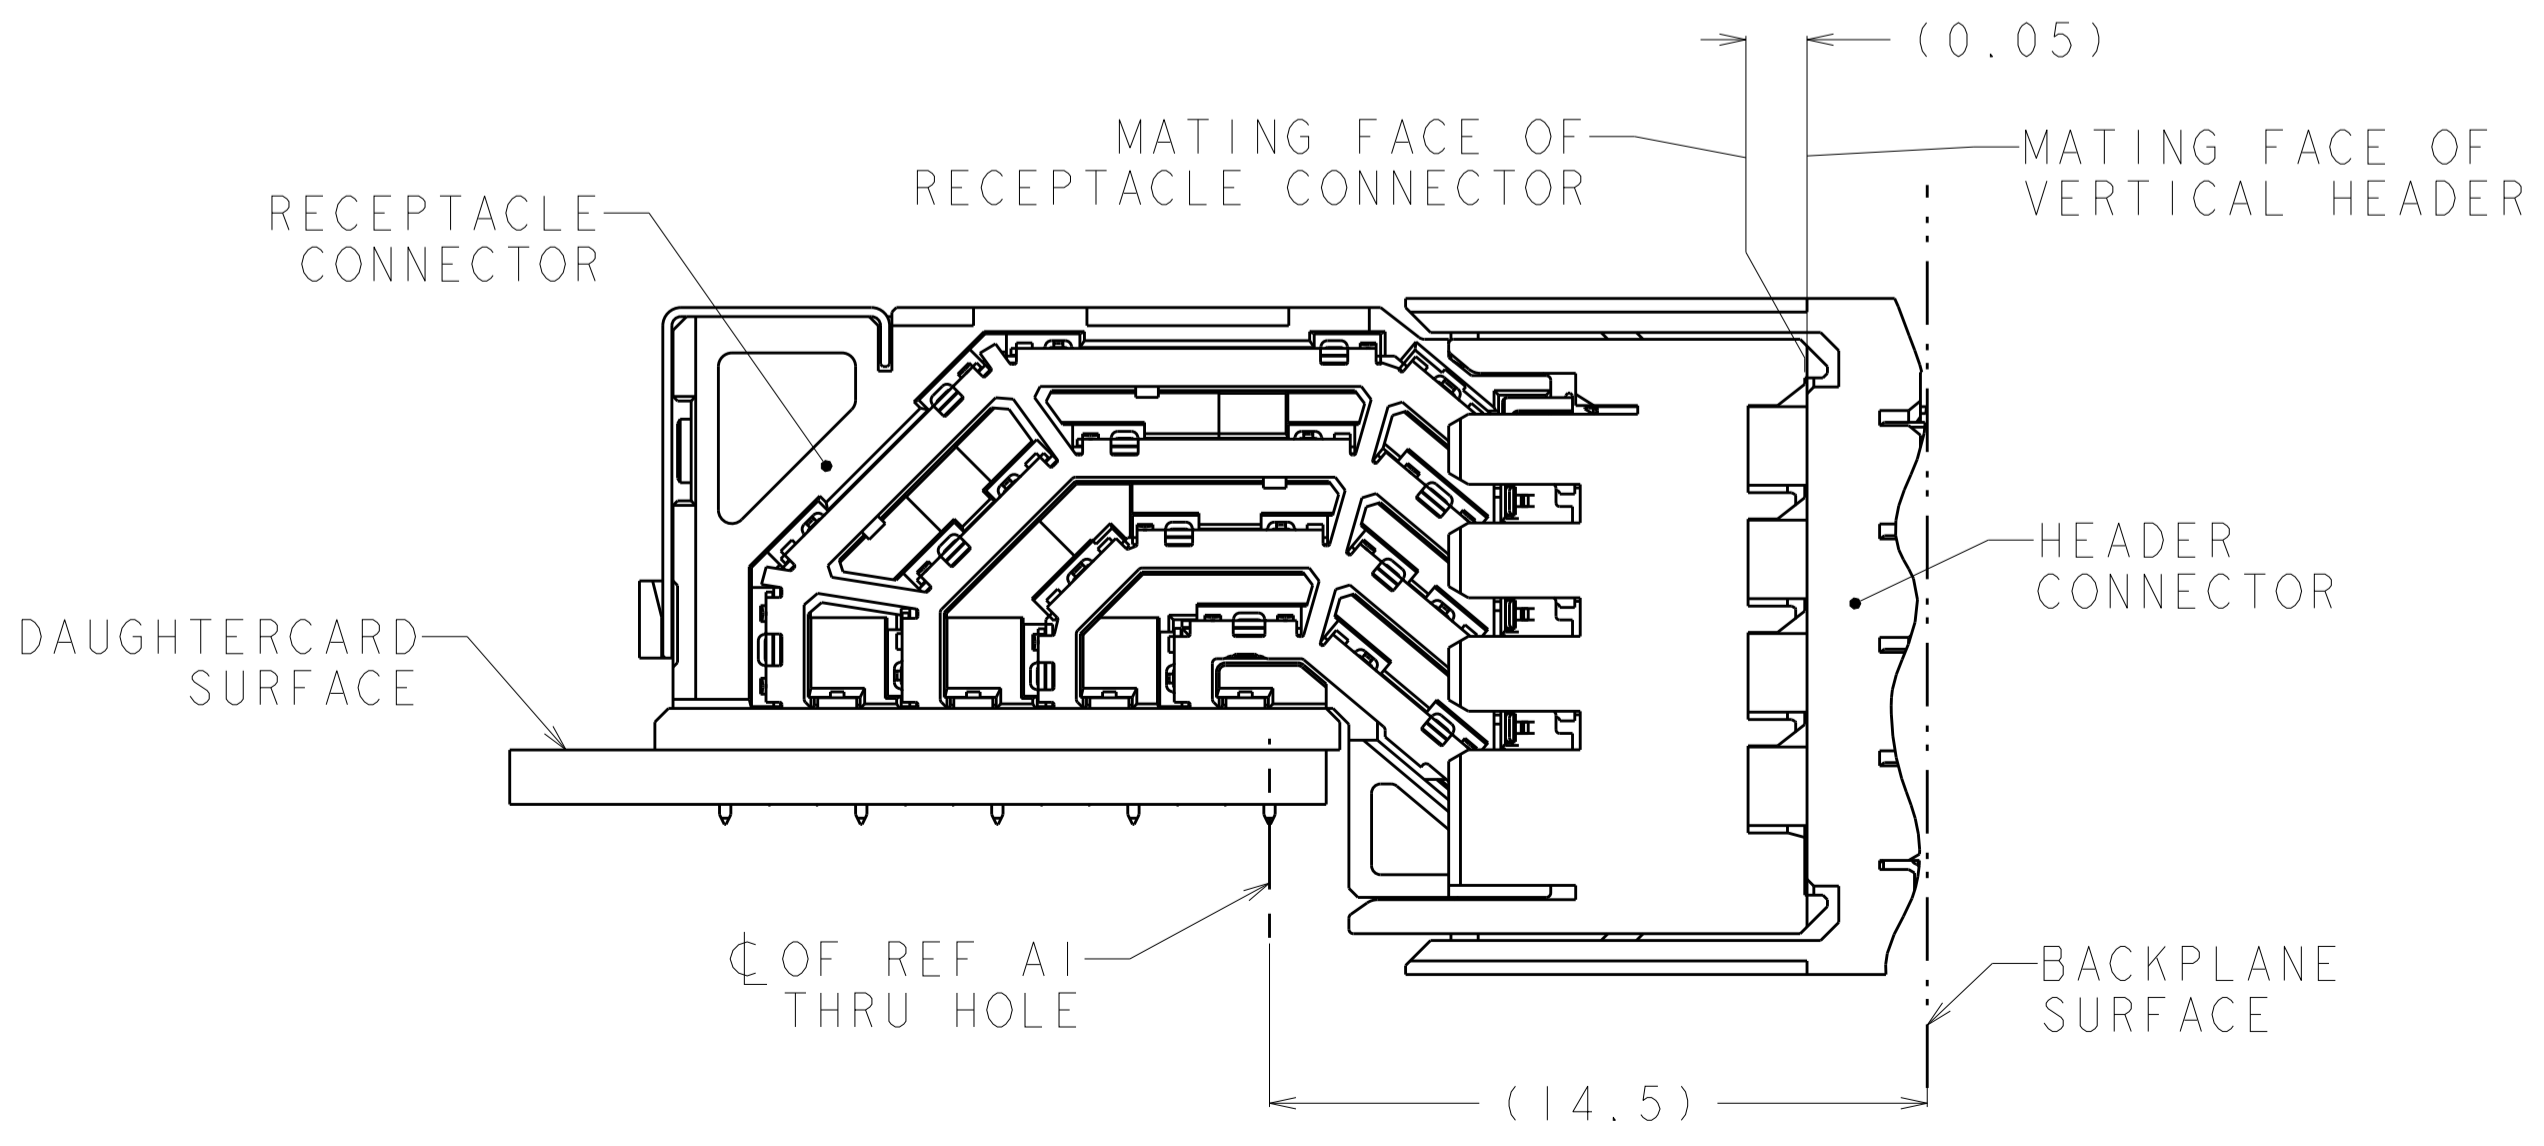 (0.05)
MATING FACE OF
RECEPTACLE CONNECTOR
MATING FACE OF
VERTICAL HEADER
RECEPTACLE
CONNECTOR
HEADER
CONNECTOR
DAUGHTERCARD
SURFACE
℄ OF REF A1
THRU HOLE
BACKPLANE
SURFACE
(14.5)